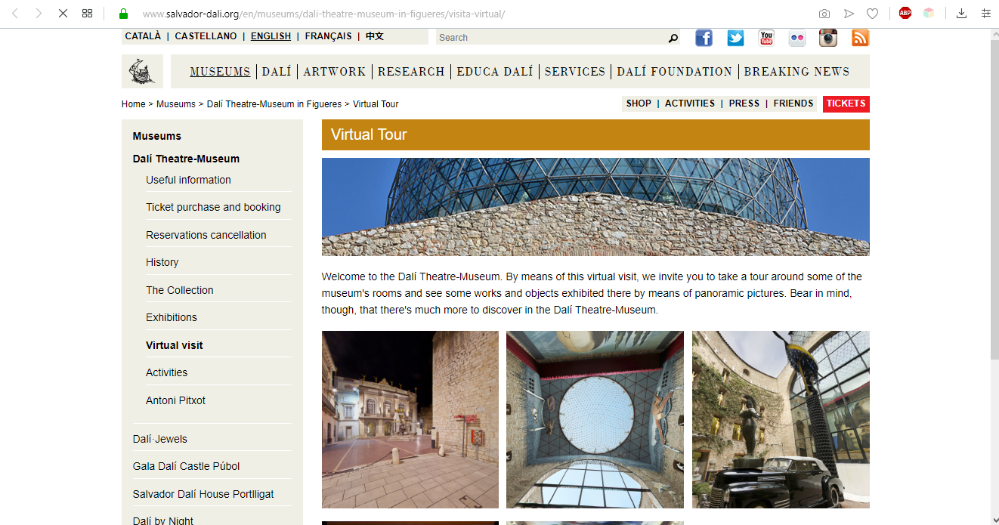 www.salvador-dali.org/en/museums/dali-theatre-museum-in-figueres/visita-virtual/
ABP
CATALÀ | CASTELLANO | ENGLISH | FRANÇAIS | 中文
Search
You Tube
MUSEUMS | DALÍ | ARTWORK | RESEARCH | EDUCA DALÍ | SERVICES | DALÍ FOUNDATION | BREAKING NEWS
Home > Museums > Dalí Theatre-Museum in Figueres > Virtual Tour
SHOP | ACTIVITIES | PRESS | FRIENDS
TICKETS
Museums
Dalí Theatre-Museum
Useful information
Ticket purchase and booking
Reservations cancellation
History
The Collection
Exhibitions
Virtual visit
Activities
Antoni Pitxot
Dalí·Jewels
Gala Dalí Castle Púbol
Salvador Dalí House Portlligat
Dalí by Night
Virtual Tour
Welcome to the Dalí Theatre-Museum. By means of this virtual visit, we invite you to take a tour around some of the
museum's rooms and see some works and objects exhibited there by means of panoramic pictures. Bear in mind,
though, that there's much more to discover in the Dalí Theatre-Museum.